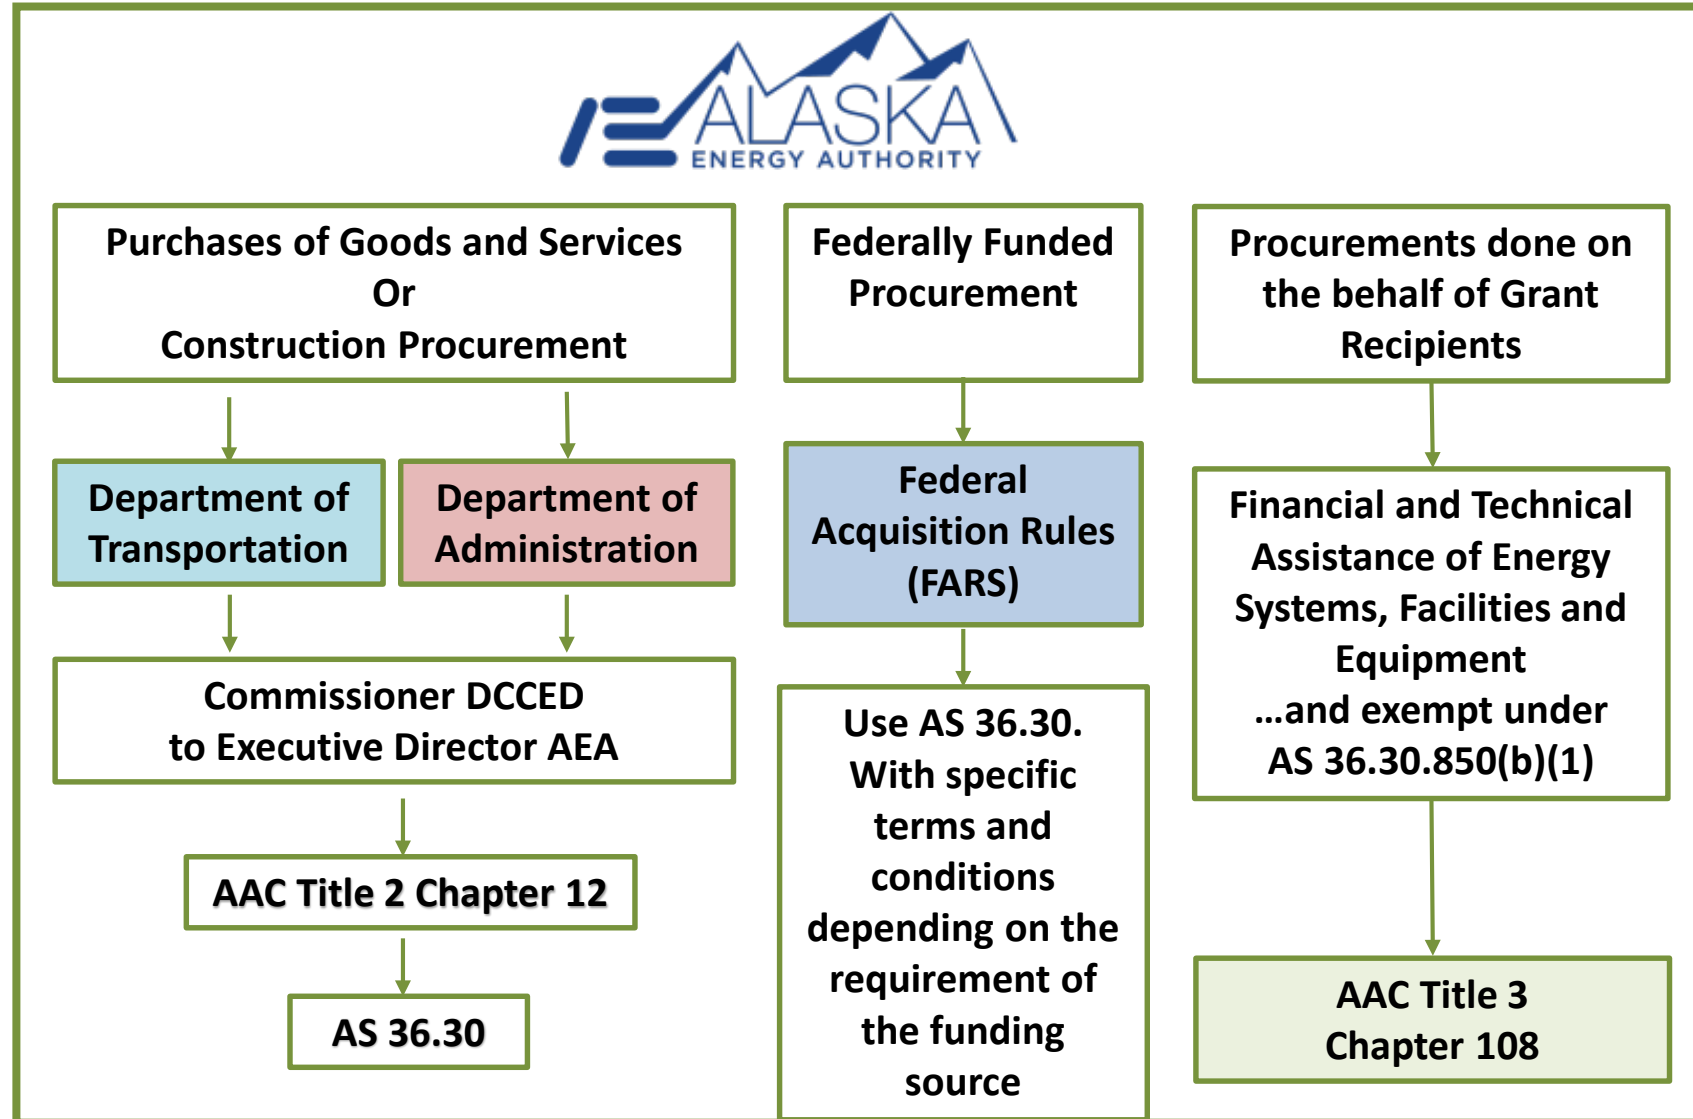 ALASKA
ENERGY AUTHORITY
Purchases of Goods and Services
Or
Construction Procurement
Department of
Transportation
Department of
Administration
Commissioner DCCED
to Executive Director AEA
AAC Title 2 Chapter 12
AS 36.30
Federally Funded
Procurement
Federal
Acquisition Rules
(FARS)
Use AS 36.30.
With specific
terms and
conditions
depending on the
requirement of
the funding
source
Procurements done on
the behalf of Grant
Recipients
Financial and Technical
Assistance of Energy
Systems, Facilities and
Equipment
...and exempt under
AS 36.30.850(b)(1)
AAC Title 3
Chapter 108